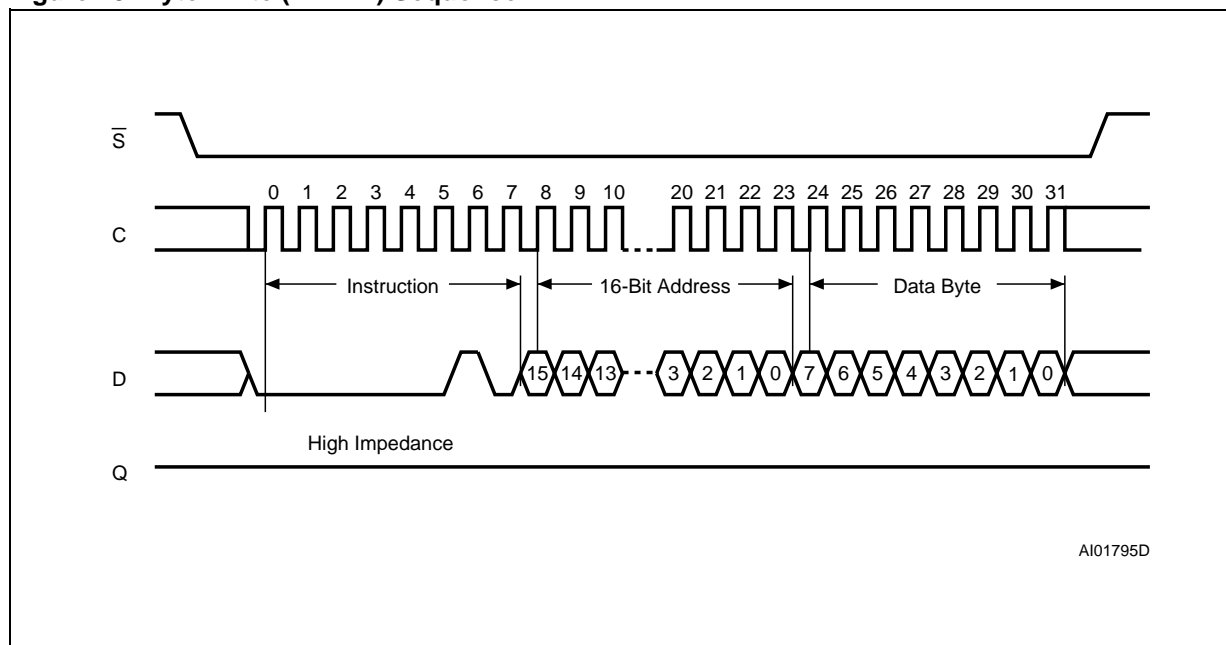 S̅
0 1 2 3 4 5 6 7 8 9 10 20 21 22 23 24 25 26 27 28 29 30 31
C
Instruction 16-Bit Address Data Byte
D 15 14 13 3 2 1 0 7 6 5 4 3 2 1 0
High Impedance
Q
AI01795D